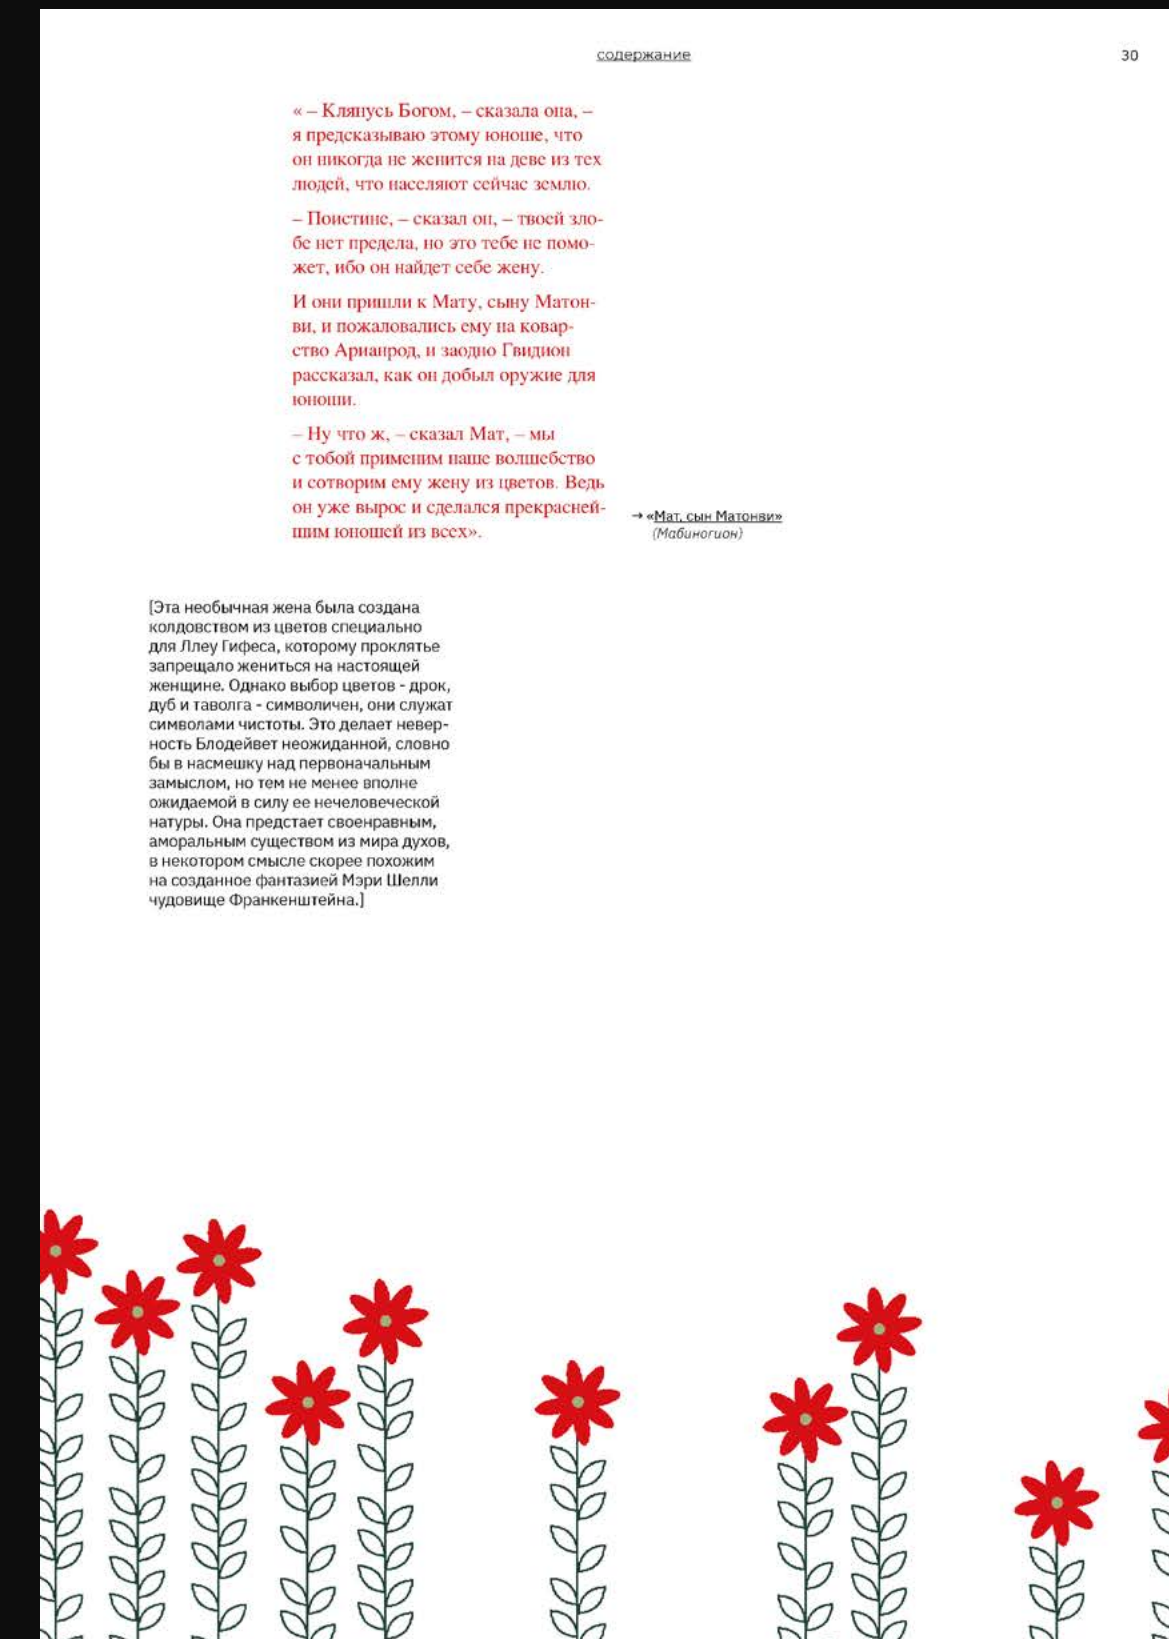 содержание
30
« – Клянусь Богом, – сказала она, –
я предсказываю этому юноше, что
он никогда не женится на деве из тех
людей, что населяют сейчас землю.
– Поистине, – сказал он, – твоей зло-
бе нет предела, но это тебе не помо-
жет, ибо он найдет себе жену.
И они пришли к Мату, сыну Матон-
ви, и пожаловались ему на ковар-
ство Арианрод, и заодно Гвидион
рассказал, как он добыл оружие для
юноши.
– Ну что ж, – сказал Мат, – мы
с тобой применим наше волшебство
и сотворим ему жену из цветов. Ведь
он уже вырос и сделался прекрасней-
шим юношей из всех».
→ «Мат, сын Матонви»
(Мабиногион)
[Эта необычная жена была создана
колдовством из цветов специально
для Ллеу Гифеса, которому проклятье
запрещало жениться на настоящей
женщине. Однако выбор цветов - дрок,
дуб и таволга - символичен, они служат
символами чистоты. Это делает невер-
ность Блодейвет неожиданной, словно
бы в насмешку над первоначальным
замыслом, но тем не менее вполне
ожидаемой в силу ее нечеловеческой
натуры. Она предстает своенравным,
аморальным существом из мира духов,
в некотором смысле скорее похожим
на созданное фантазией Мэри Шелли
чудовище Франкенштейна.]